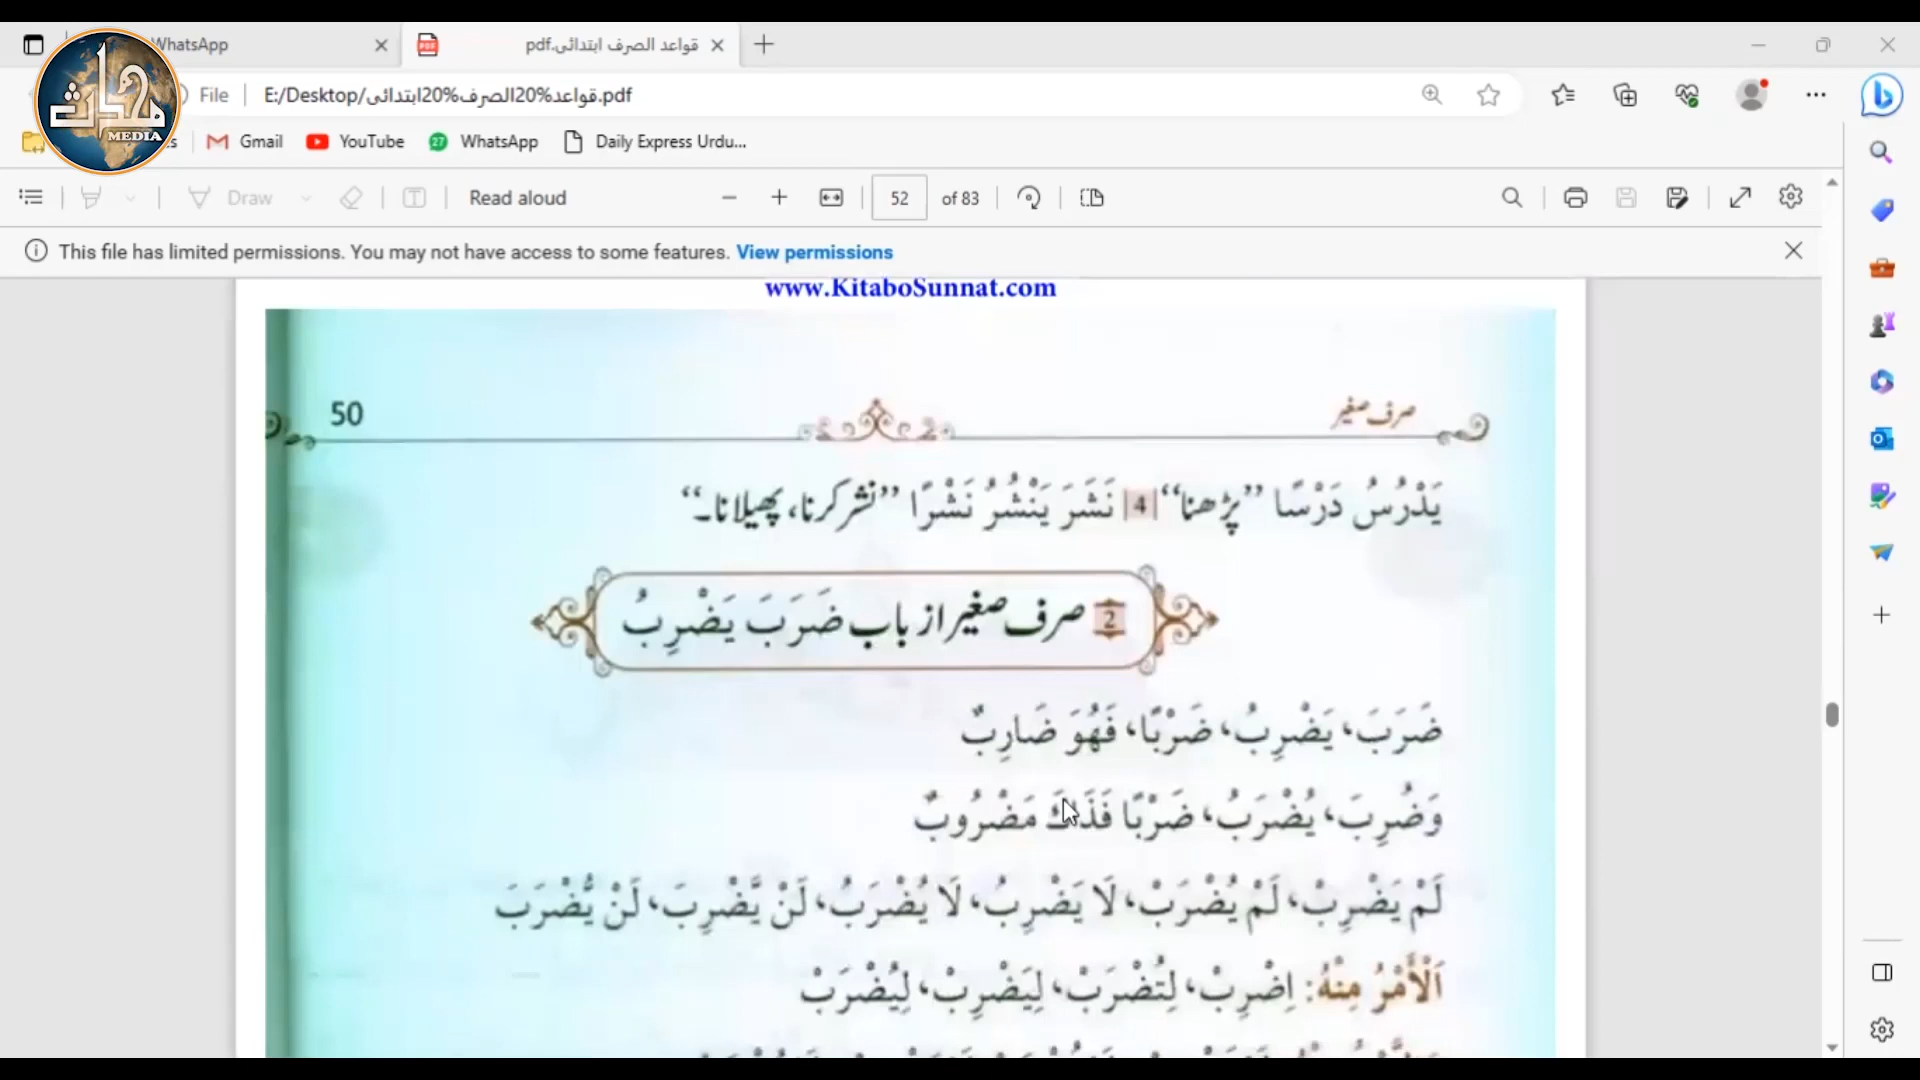 WhatsApp
قواعد الصرف ابتدائی.pdf
File
E:/Desktop/قواعد%20الصرف%20ابتدائی.pdf
محدث
MEDIA
Gmail
YouTube
27
WhatsApp
Daily Express Urdu...
Draw
Read aloud
52
of 83
This file has limited permissions. You may not have access to some features. View permissions
www.KitaboSunnat.com
صرف صغیر
50
يَدْرُسُ دَرْسًا ”پڑھنا“ |4| نَشَرَ يَنْشُرُ نَشْرًا ”نشر کرنا، پھیلانا۔“
2 صرف صغیر از باب ضَرَبَ يَضْرِبُ
ضَرَبَ، يَضْرِبُ، ضَرْبًا، فَهُوَ ضَارِبٌ
وَضُرِبَ، يُضْرَبُ، ضَرْبًا فَذَكَ مَضْرُوبٌ
لَمْ يَضْرِبْ، لَمْ يُضْرَبْ، لَا يَضْرِبُ، لَا يُضْرَبُ، لَنْ يَّضْرِبَ، لَنْ يُّضْرَبَ
اَلْأَمْرُ مِنْهُ: اِضْرِبْ، لِتُضْرَبْ، لِيَضْرِبْ، لِيُضْرَبْ